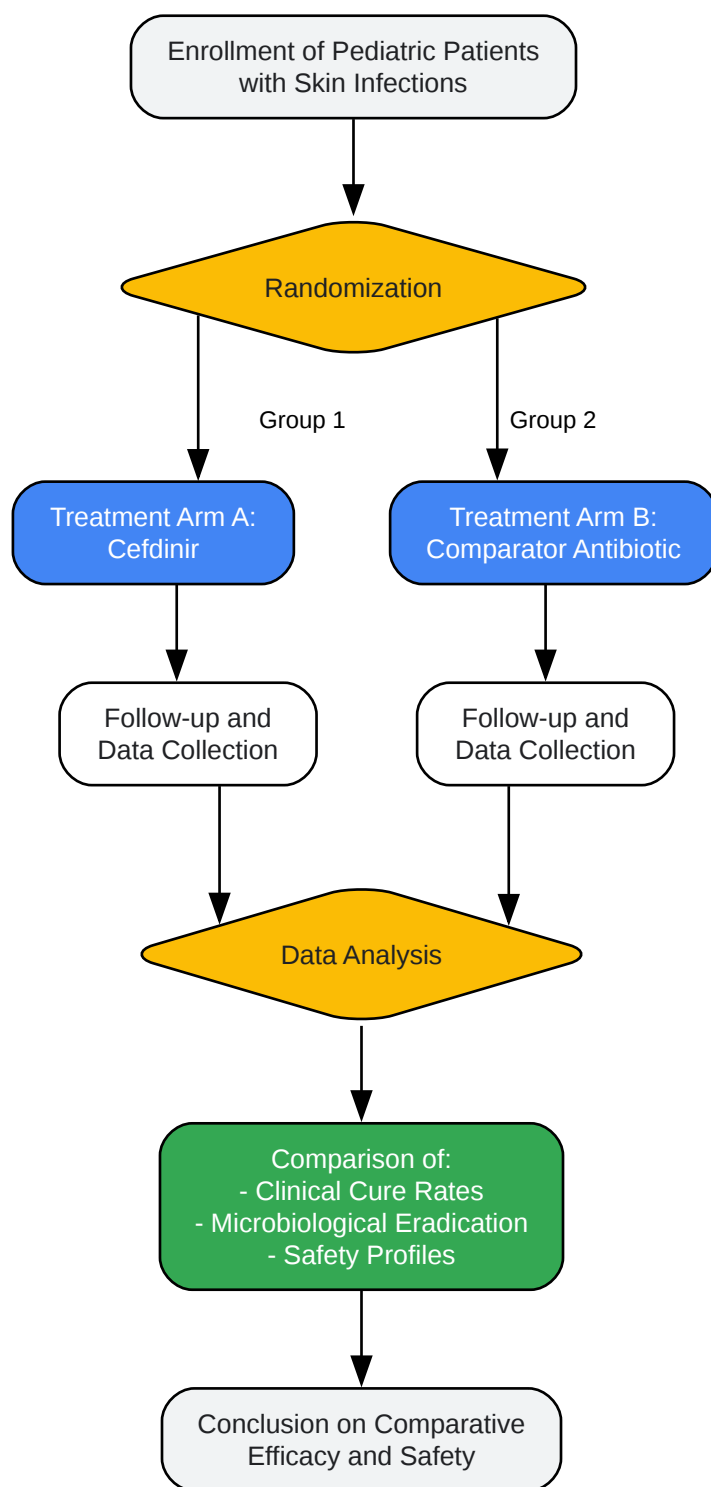 Enrollment of Pediatric Patients
with Skin Infections
Randomization
Group 1
Group 2
Treatment Arm A:
Cefdinir
Treatment Arm B:
Comparator Antibiotic
Follow-up and
Data Collection
Follow-up and
Data Collection
Data Analysis
Comparison of:
- Clinical Cure Rates
- Microbiological Eradication
- Safety Profiles
Conclusion on Comparative
Efficacy and Safety